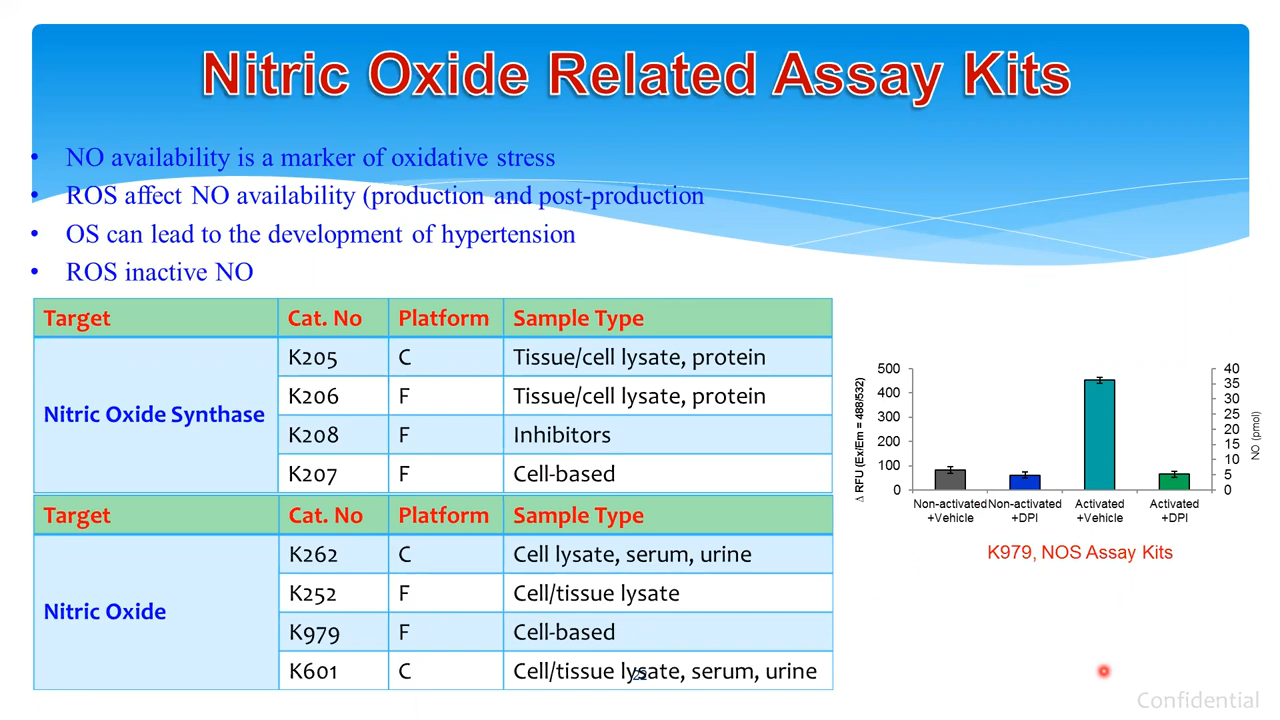 Nitric Oxide Related Assay Kits
• NO availability is a marker of oxidative stress
• ROS affect NO availability (production and post-production
• OS can lead to the development of hypertension
• ROS inactive NO
Target Cat. No Platform Sample Type
Nitric Oxide Synthase
K205 C Tissue/cell lysate, protein
K206 F Tissue/cell lysate, protein
K208 F Inhibitors
K207 F Cell-based
Target Cat. No Platform Sample Type
Nitric Oxide
K262 C Cell lysate, serum, urine
K252 F Cell/tissue lysate
K979 F Cell-based
K601 C Cell/tissue lysate, serum, urine
22
Δ RFU (Ex/Em = 488/532)
500
400
300
200
100
0
40
35
30
25
20
15
10
5
0
NO (pmol)
Non-activated +Vehicle
Non-activated +DPI
Activated +Vehicle
Activated +DPI
K979, NOS Assay Kits
Confidential